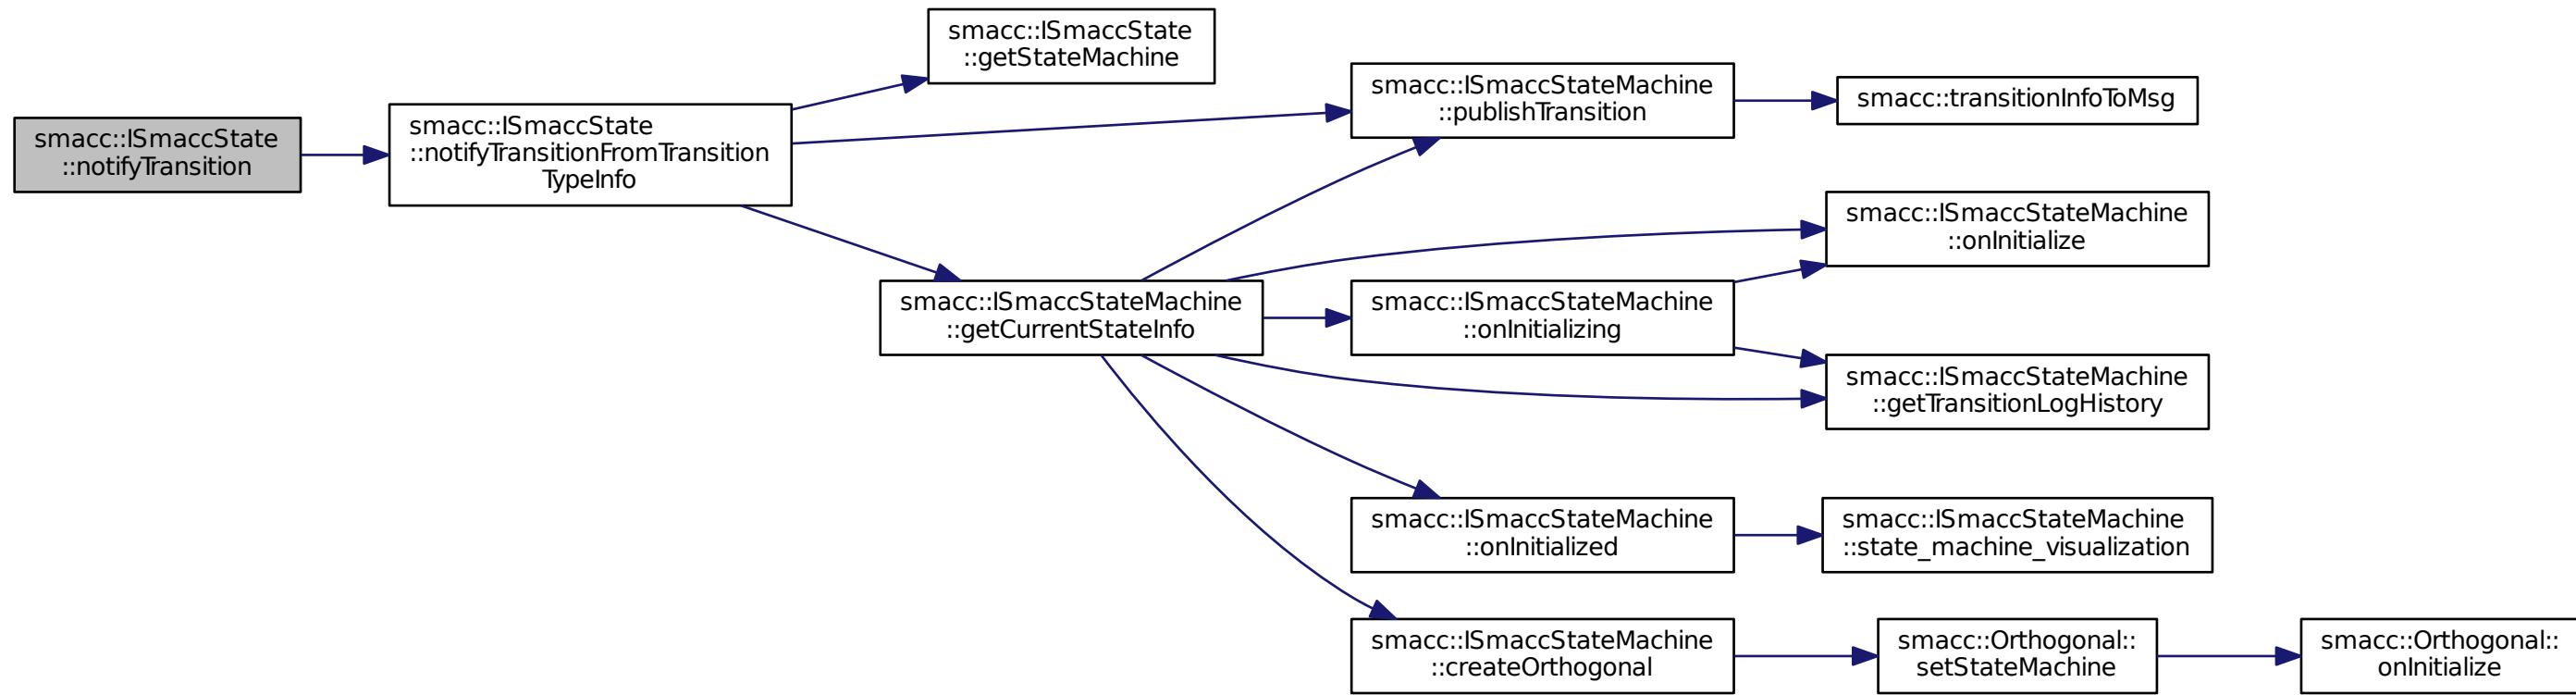 smacc::ISmaccState
::notifyTransition
smacc::ISmaccState
::notifyTransitionFromTransition
TypeInfo
smacc::ISmaccState
::getStateMachine
smacc::ISmaccStateMachine
::publishTransition
smacc::transitionInfoToMsg
smacc::ISmaccStateMachine
::getCurrentStateInfo
smacc::ISmaccStateMachine
::onInitializing
smacc::ISmaccStateMachine
::onInitialize
smacc::ISmaccStateMachine
::getTransitionLogHistory
smacc::ISmaccStateMachine
::onInitialized
smacc::ISmaccStateMachine
::state_machine_visualization
smacc::ISmaccStateMachine
::createOrthogonal
smacc::Orthogonal::
setStateMachine
smacc::Orthogonal::
onInitialize